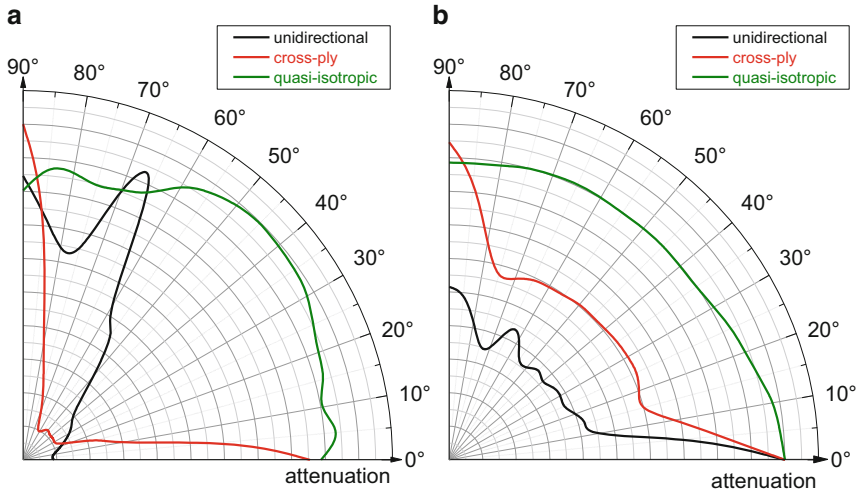 a
unidirectional
cross-ply
quasi-isotropic
90°
80°
70°
60°
50°
40°
30°
20°
10°
0°
attenuation
b
unidirectional
cross-ply
quasi-isotropic
90°
80°
70°
60°
50°
40°
30°
20°
10°
0°
attenuation